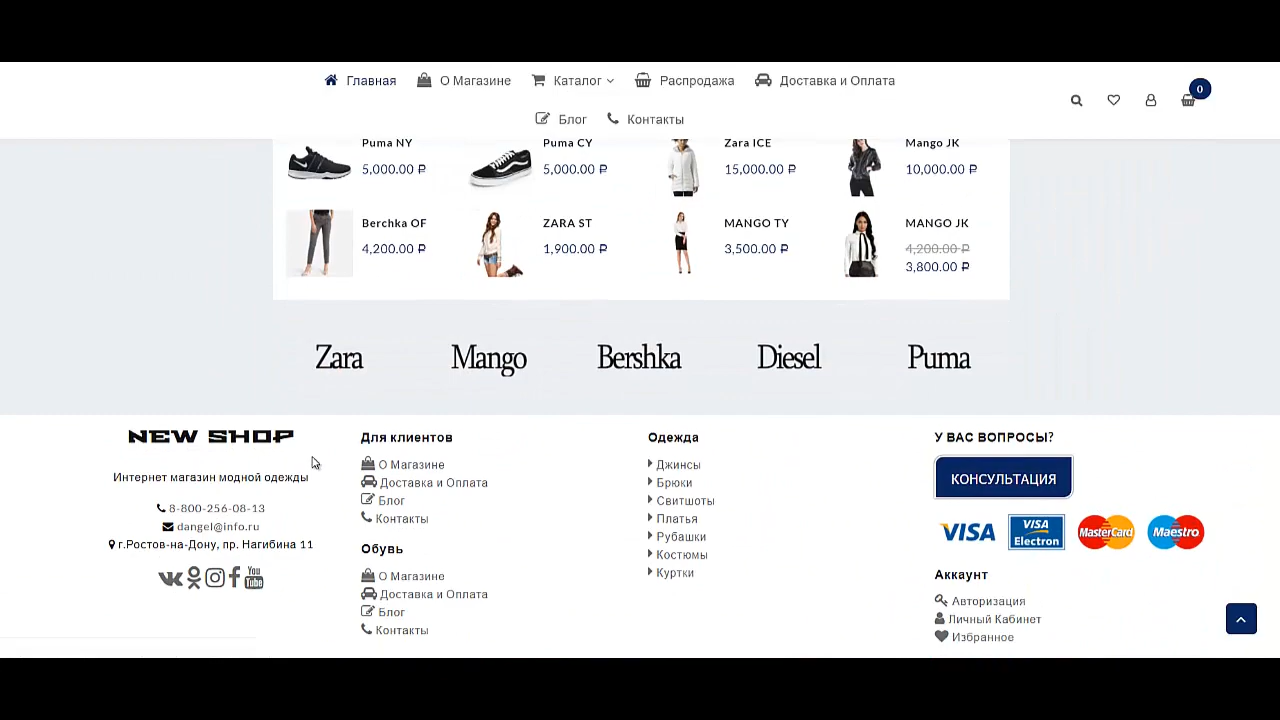 Главная О Магазине Каталог Распродажа Доставка и Оплата
Блог Контакты
0
Puma NY
5,000.00 ₽
Puma CY
5,000.00 ₽
Zara ICE
15,000.00 ₽
Mango JK
10,000.00 ₽
Berchka OF
4,200.00 ₽
ZARA ST
1,900.00 ₽
MANGO TY
3,500.00 ₽
MANGO JK
4,200.00 ₽
3,800.00 ₽
Zara Mango Bershka Diesel Puma
NEW SHOP
Интернет магазин модной одежды
8-800-256-08-13
dangel@info.ru
г.Ростов-на-Дону, пр. Нагибина 11
You Tube
Для клиентов
О Магазине
Доставка и Оплата
Блог
Контакты
Обувь
О Магазине
Доставка и Оплата
Блог
Контакты
Одежда
Джинсы
Брюки
Свитшоты
Платья
Рубашки
Костюмы
Куртки
У ВАС ВОПРОСЫ?
КОНСУЛЬТАЦИЯ
VISA VISA Electron MasterCard Maestro
Аккаунт
Авторизация
Личный Кабинет
Избранное